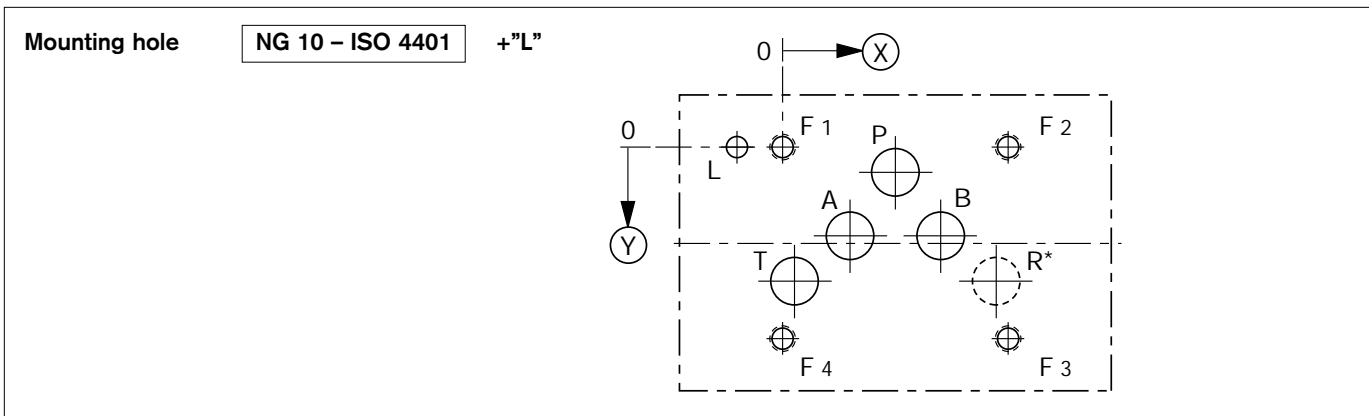 Mounting hole NG 10 – ISO 4401 +"L"
0 X
F 1 P F 2
0
L
A B
Y
T R*
F 4 F 3